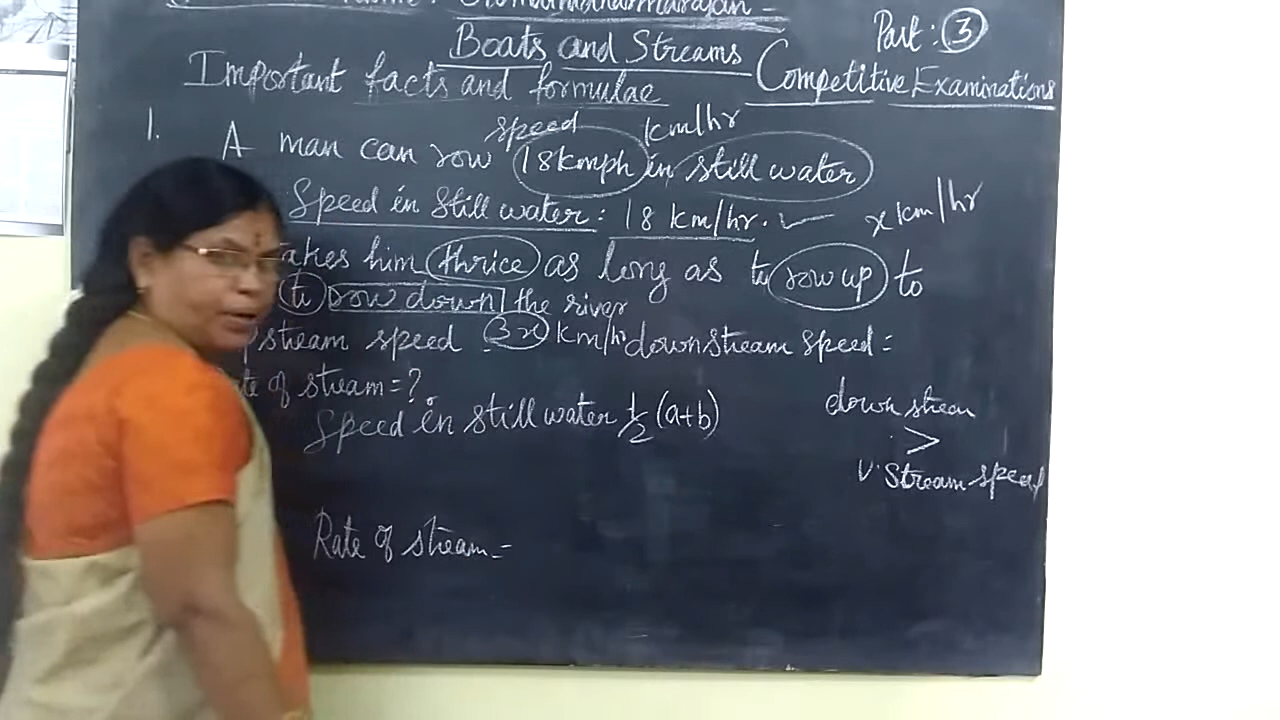 Boats and Streams
Part: 3
Important facts and formulae
Competitive Examinations
speed km/hr
1. A man can row 18kmph in still water
Speed in still water: 18 km/hr. ✓
x km/hr
akes him thrice as long as to row up to
to row down the river
stream speed = 3x Km/hr downstream speed =
te of stream = ?
Speed in still water 1/2 (a+b)
down stream
>
U. Stream speed
Rate of stream =